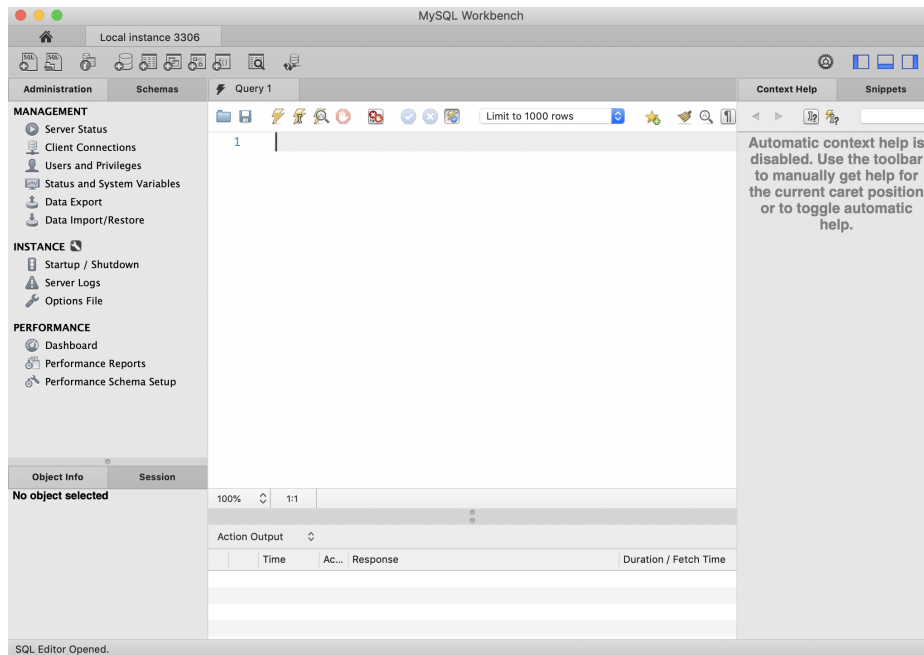 MySQL Workbench
Local instance 3306
SQL SQL
Administration Schemas Query 1 Context Help Snippets
MANAGEMENT
Server Status
Client Connections
Users and Privileges
Status and System Variables
Data Export
Data Import/Restore
INSTANCE
Startup / Shutdown
Server Logs
Options File
PERFORMANCE
Dashboard
Performance Reports
Performance Schema Setup
Object Info Session
No object selected
Limit to 1000 rows
1
100% 1:1
Action Output
Time Ac... Response Duration / Fetch Time
Automatic context help is
disabled. Use the toolbar
to manually get help for
the current caret position
or to toggle automatic
help.
SQL Editor Opened.